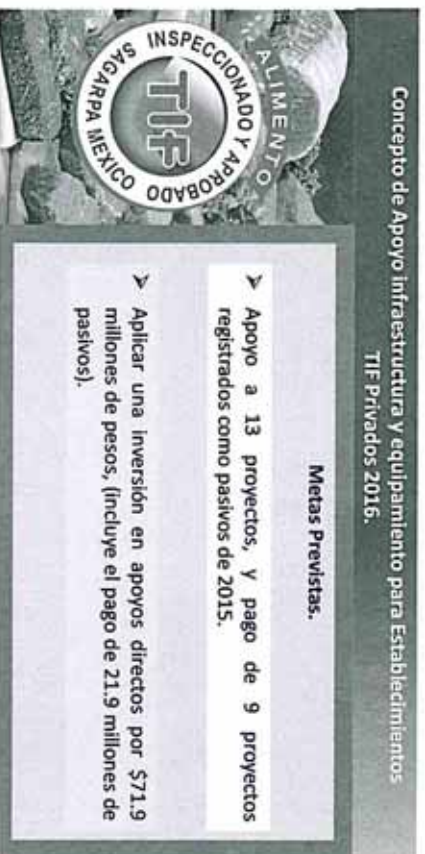 Concepto de Apoyo infraestructura y equipamiento para Establecimientos
TIF Privados 2016.
ALIMENTO
INSPECCIONADO Y APROBADO
TIF
SAGARPA MEXICO
Metas Previstas.
➤ Apoyo a 13 proyectos, y pago de 9 proyectos
registrados como pasivos de 2015.
➤ Aplicar una inversión en apoyos directos por $71.9
millones de pesos, (incluye el pago de 21.9 millones de
pasivos).